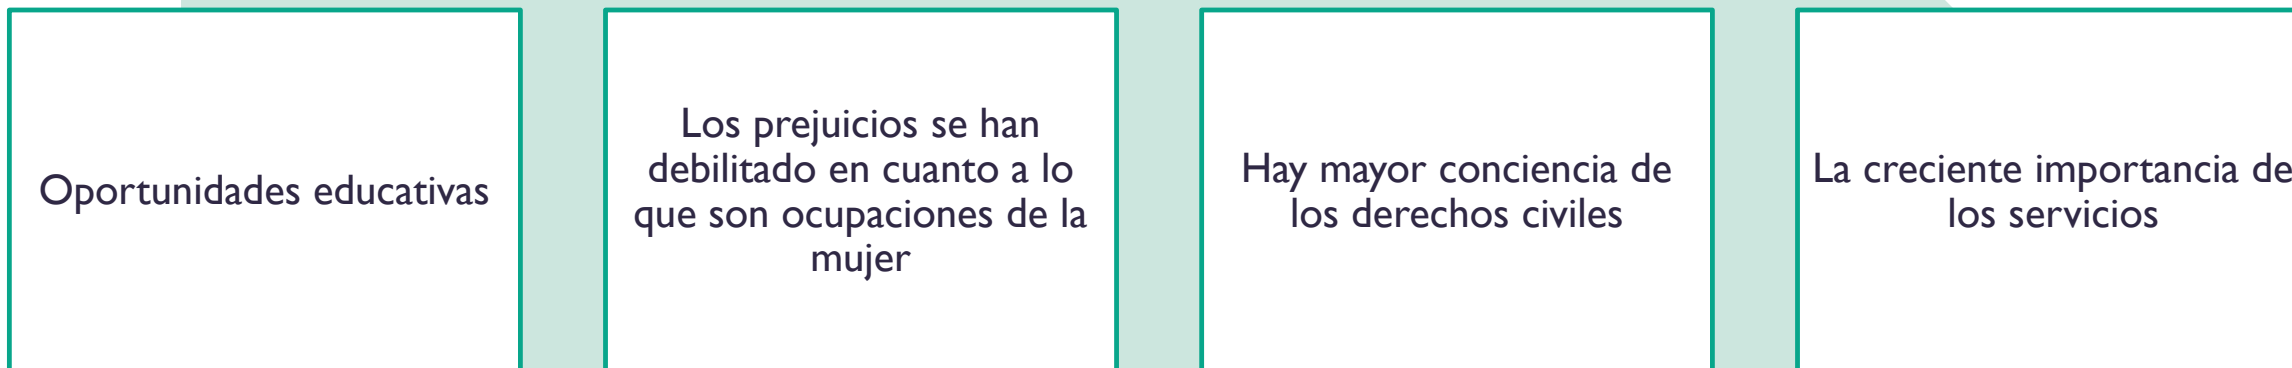 Oportunidades educativas
Los prejuicios se han
debilitado en cuanto a lo
que son ocupaciones de la
mujer
Hay mayor conciencia de
los derechos civiles
La creciente importancia de
los servicios